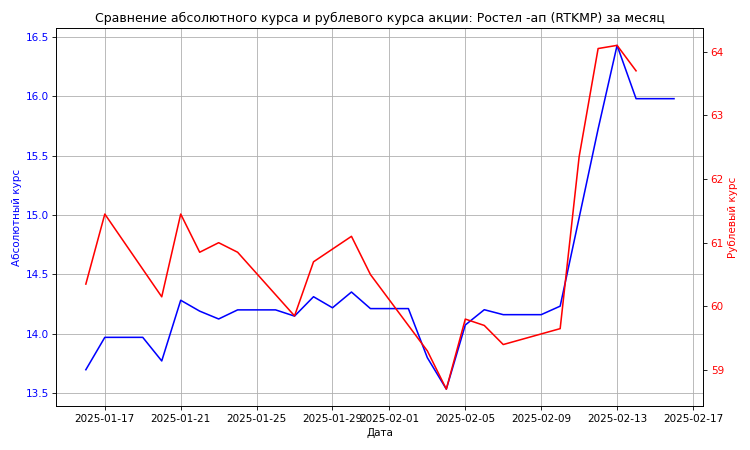 Сравнение абсолютного курса и рублевого курса акции: Ростел -ап (RTKMP) за месяц
16.5
16.0
15.5
15.0
14.5
14.0
13.5
Абсолютный курс
64
63
62
61
60
59
Рублевый курс
2025-01-17 2025-01-21 2025-01-25 2025-01-29 2025-02-01 2025-02-05 2025-02-09 2025-02-13 2025-02-17
Дата